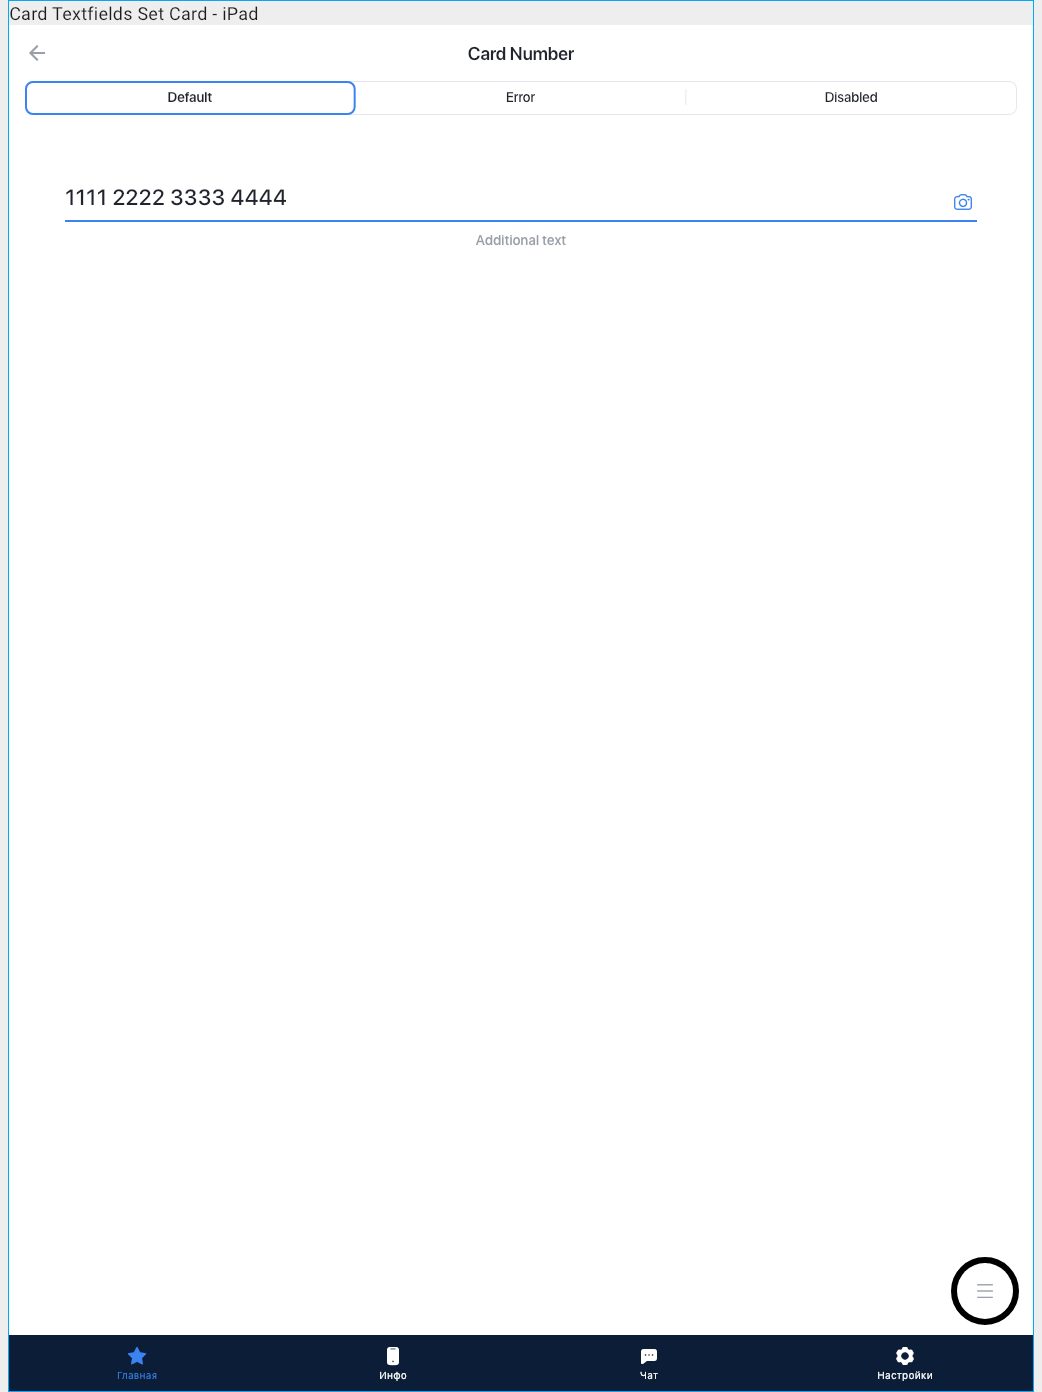 Card Textfields Set Card - iPad
Card Number
Default Error Disabled
1111 2222 3333 4444
Additional text
Главная Инфо Чат Настройки